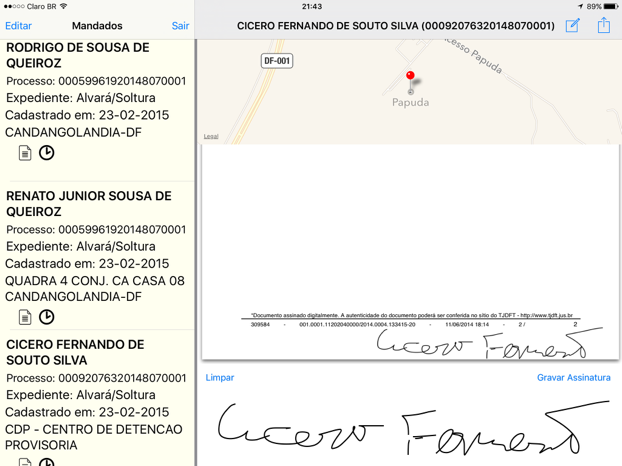 Claro BR
21:43
89%
Editar
Mandados
Sair
CICERO FERNANDO DE SOUTO SILVA (00092076320148070001)
RODRIGO DE SOUSA DE
QUEIROZ
Processo: 00059961920148070001
Expediente: Alvará/Soltura
Cadastrado em: 23-02-2015
CANDANGOLANDIA-DF
RENATO JUNIOR SOUSA DE
QUEIROZ
Processo: 00059961920148070001
Expediente: Alvará/Soltura
Cadastrado em: 23-02-2015
QUADRA 4 CONJ. CA CASA 08
CANDANGOLANDIA-DF
CICERO FERNANDO DE
SOUTO SILVA
Processo: 00092076320148070001
Expediente: Alvará/Soltura
Cadastrado em: 23-02-2015
CDP - CENTRO DE DETENCAO
PROVISORIA
DF-001
cesso Papuda
Papuda
Legal
"Documento assinado digitalmente. A autenticidade do documento poderá ser conferida no sítio do TJDFT - http://www.tjdft.jus.br
309584 - 001.0001.11202040000/2014.0004.133415-20 - 11/06/2014 18:14 - 2 / 2
Cicero
Limpar
Gravar Assinatura
Cicero